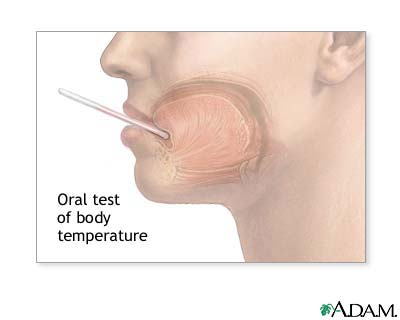 Oral test
of body
temperature
A.D.A.M.